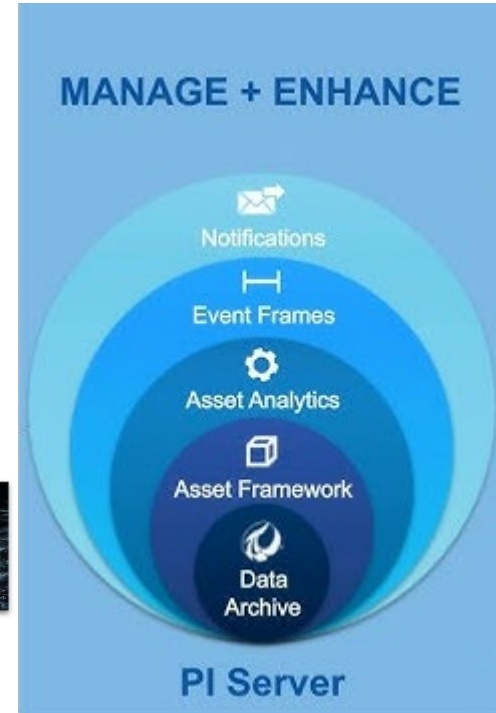 MANAGE + ENHANCE
Notifications
Event Frames
Asset Analytics
Asset Framework
Data
Archive
PI Server